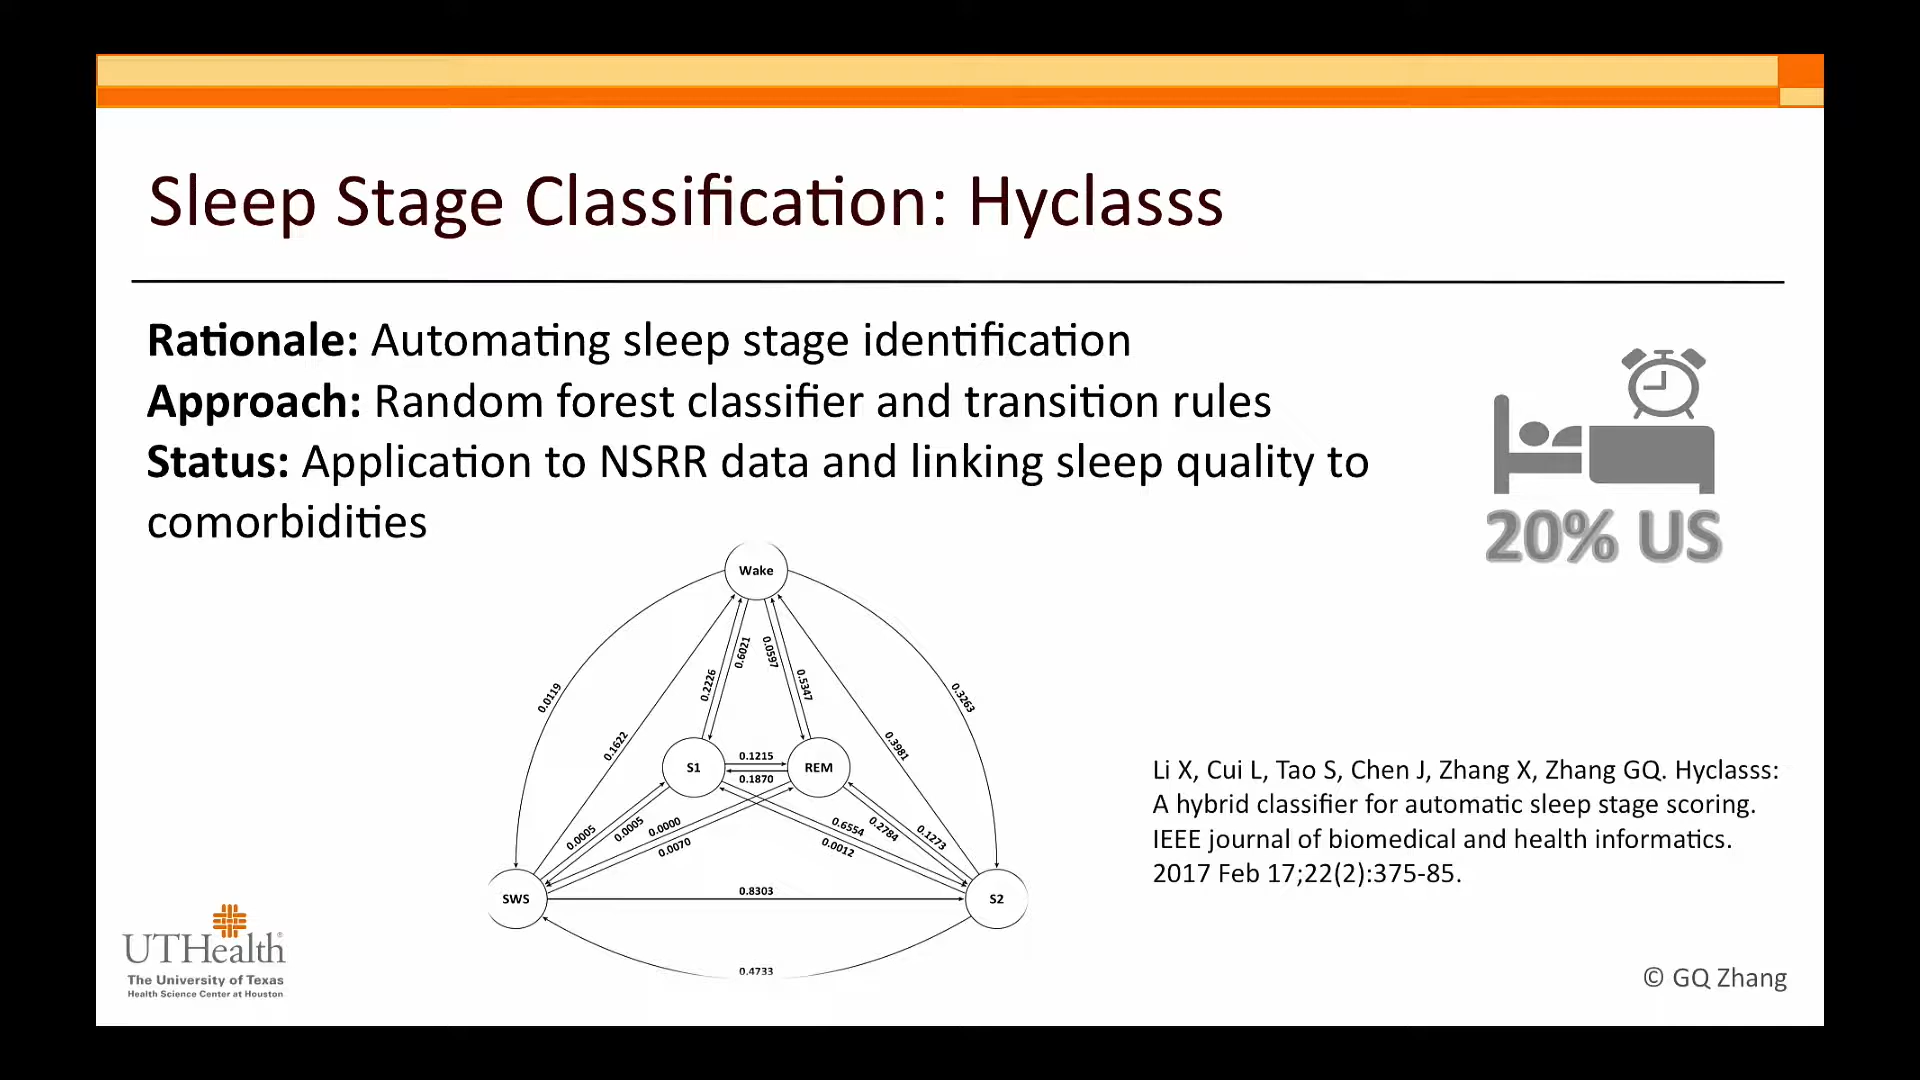 Sleep Stage Classification: Hyclasss
Rationale: Automating sleep stage identification
Approach: Random forest classifier and transition rules
Status: Application to NSRR data and linking sleep quality to
comorbidities
20% US
Wake
0.6021
0.0597
0.2226
0.5347
0.0119
0.3263
0.1622
0.3981
S1
0.1215
0.1870
REM
0.0005
0.0005
0.0000
0.0070
0.6554
0.0012
0.2784
0.1273
SWS
0.8303
S2
0.4733
Li X, Cui L, Tao S, Chen J, Zhang X, Zhang GQ. Hyclasss:
A hybrid classifier for automatic sleep stage scoring.
IEEE journal of biomedical and health informatics.
2017 Feb 17;22(2):375-85.
UTHealth®
The University of Texas
Health Science Center at Houston
© GQ Zhang